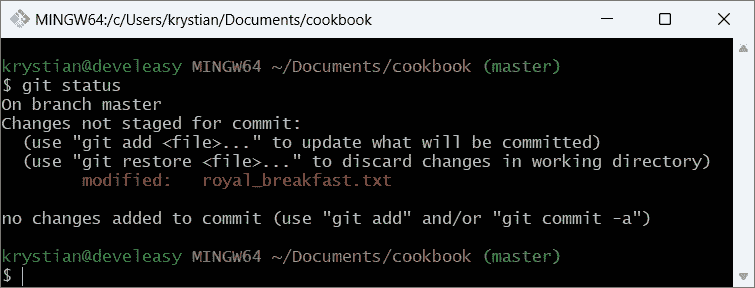 MINGW64:/c/Users/krystian/Documents/cookbook
krystian@develeasy MINGW64 ~/Documents/cookbook (master)
$ git status
On branch master
Changes not staged for commit:
  (use "git add <file>..." to update what will be committed)
  (use "git restore <file>..." to discard changes in working directory)
        modified:   royal_breakfast.txt
no changes added to commit (use "git add" and/or "git commit -a")
krystian@develeasy MINGW64 ~/Documents/cookbook (master)
$